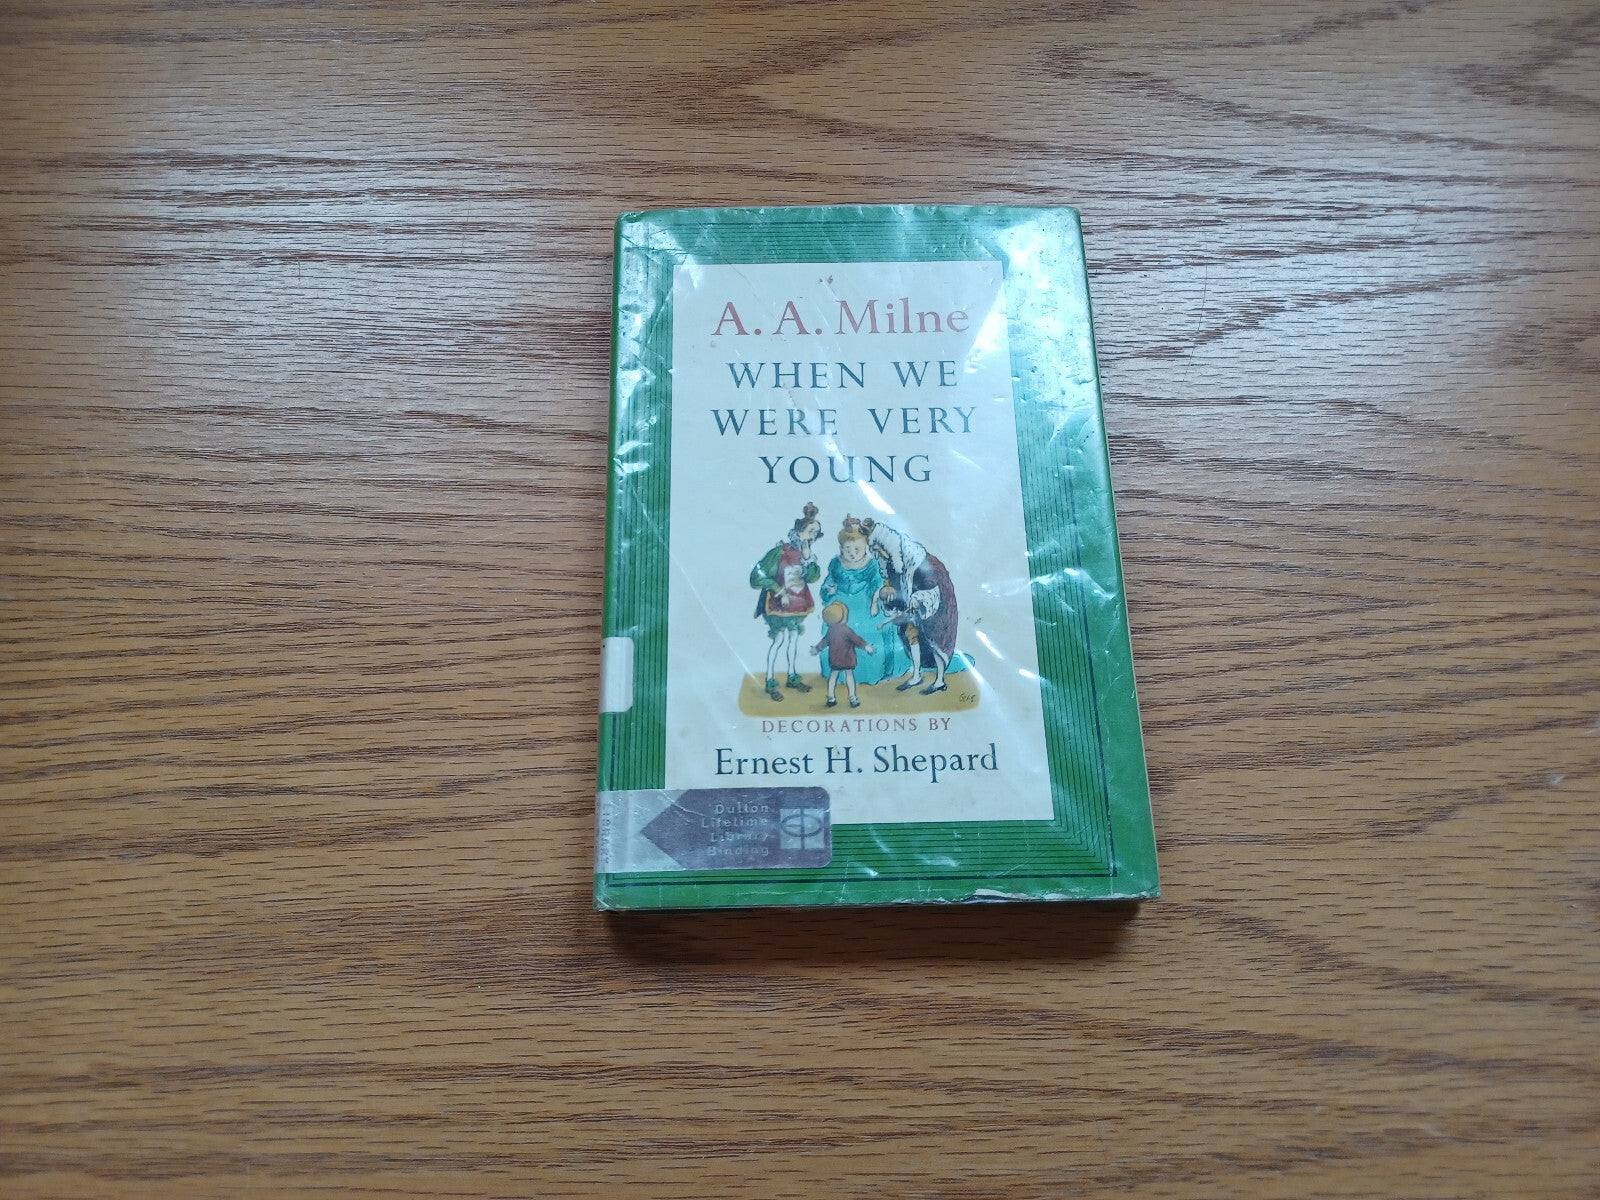 A. A. Milne
WHEN WE
WERE VERY
YOUNG
DECORATIONS BY
Ernest H. Shepard
Dutton
Lifetime
Library
Binding